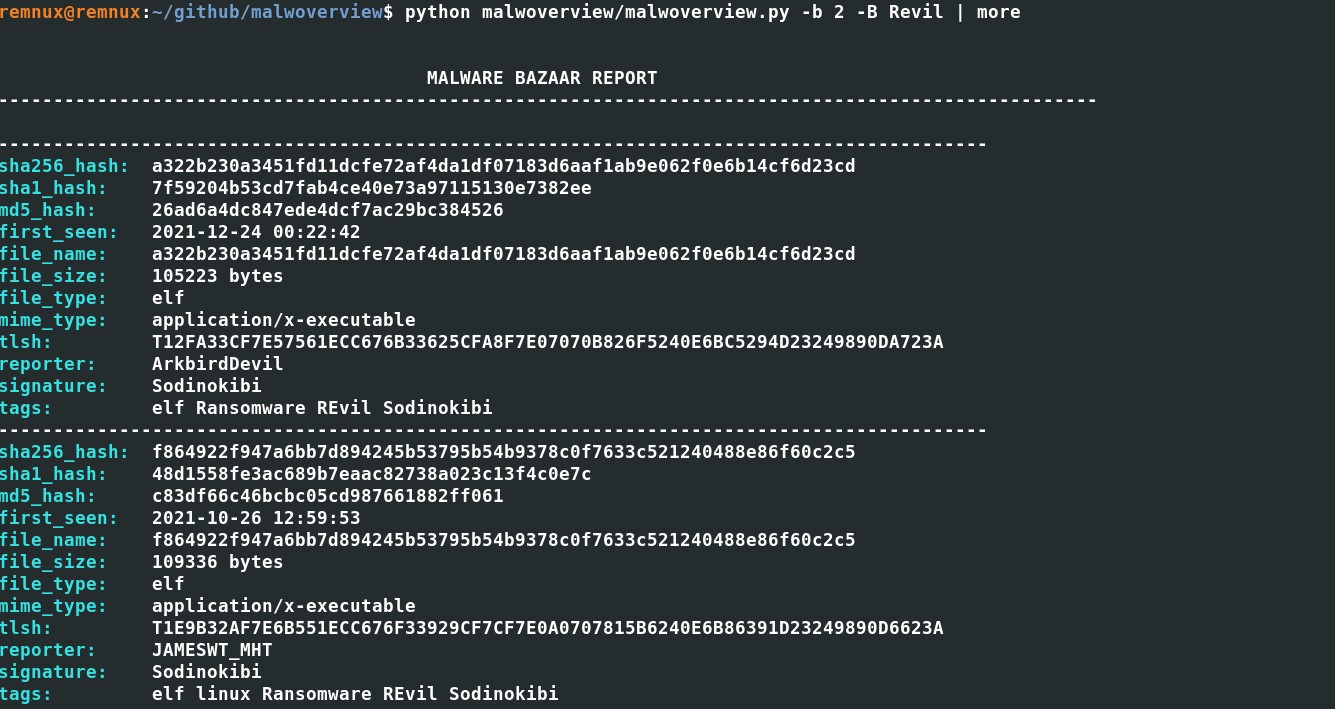 remnux@remnux:~/github/malwoverview$ python malwoverview/malwoverview.py -b 2 -B Revil | more
MALWARE BAZAAR REPORT
----------------------------------------------------------------------------------------------------
------------------------------------------------------------------------------------------
sha256_hash: a322b230a3451fd11dcfe72af4da1df07183d6aaf1ab9e062f0e6b14cf6d23cd
sha1_hash: 7f59204b53cd7fab4ce40e73a97115130e7382ee
md5_hash: 26ad6a4dc847ede4dcf7ac29bc384526
first_seen: 2021-12-24 00:22:42
file_name: a322b230a3451fd11dcfe72af4da1df07183d6aaf1ab9e062f0e6b14cf6d23cd
file_size: 105223 bytes
file_type: elf
mime_type: application/x-executable
tlsh: T12FA33CF7E57561ECC676B33625CFA8F7E07070B826F5240E6BC5294D23249890DA723A
reporter: ArkbirdDevil
signature: Sodinokibi
tags: elf Ransomware REvil Sodinokibi
------------------------------------------------------------------------------------------
sha256_hash: f864922f947a6bb7d894245b53795b54b9378c0f7633c521240488e86f60c2c5
sha1_hash: 48d1558fe3ac689b7eaac82738a023c13f4c0e7c
md5_hash: c83df66c46bcbc05cd987661882ff061
first_seen: 2021-10-26 12:59:53
file_name: f864922f947a6bb7d894245b53795b54b9378c0f7633c521240488e86f60c2c5
file_size: 109336 bytes
file_type: elf
mime_type: application/x-executable
tlsh: T1E9B32AF7E6B551ECC676F33929CF7CF7E0A0707815B6240E6B86391D23249890D6623A
reporter: JAMESWT_MHT
signature: Sodinokibi
tags: elf linux Ransomware REvil Sodinokibi